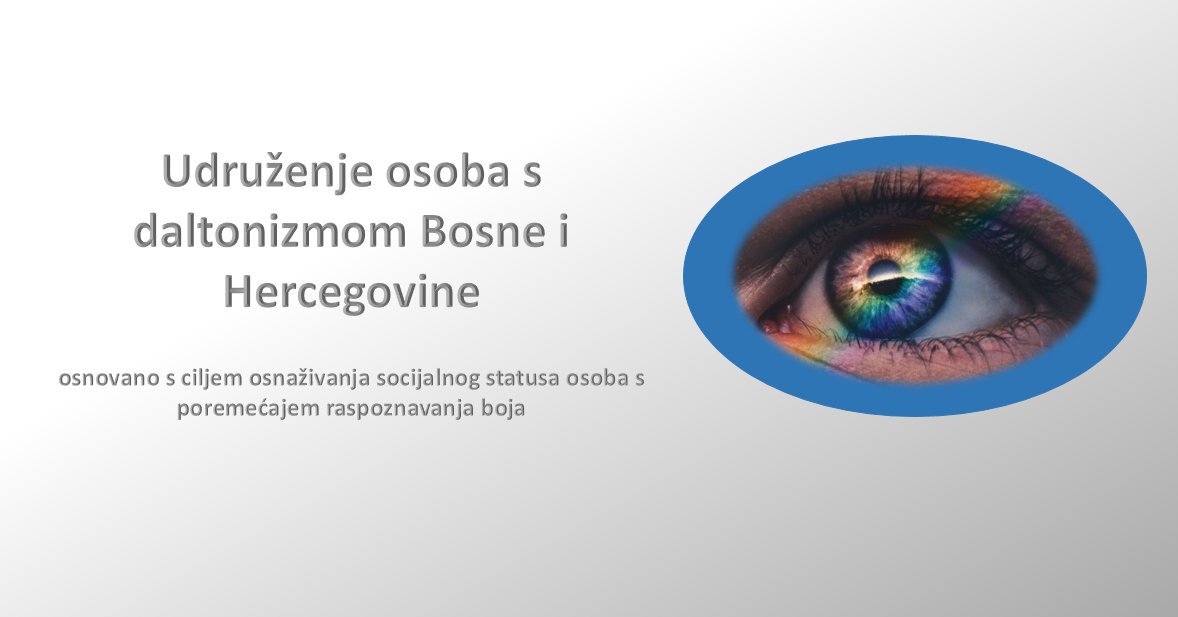 Udruženje osoba s
daltonizmom Bosne i
Hercegovine
osnovano s ciljem osnaživanja socijalnog statusa osoba s
poremećajem raspoznavanja boja